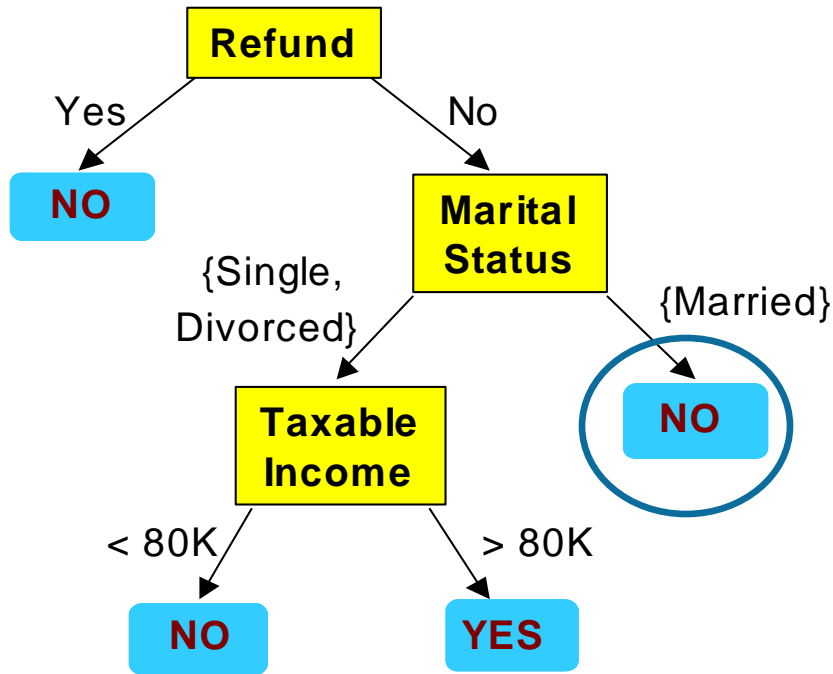 Refund
Yes
No
NO
Marital
Status
{Single,
Divorced}
{Married}
Taxable
Income
NO
< 80K
> 80K
NO
YES